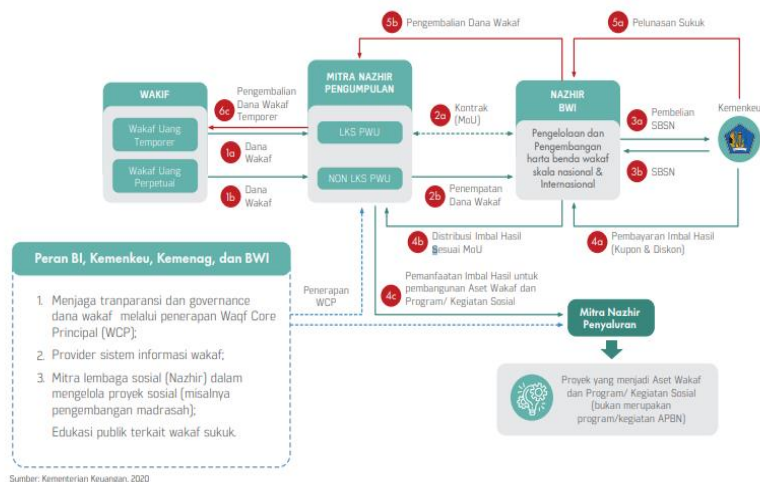 5b
Pengembalian Dana Wakaf
5a
Pelunasan Sukuk
WAKIF
Wakaf Uang
Temporer
Wakaf Uang
Perpetual
6c
Pengembalian
Dana Wakaf
Temporer
1a
Dana
Wakaf
1b
Dana
Wakaf
MITRA NAZHIR
PENGUMPULAN
LKS PWU
NON LKS PWU
2a
Kontrak
(MoU)
2b
Penempatan
Dana Wakaf
NAZHIR
BWI
Pengelolaan dan
Pengembangan
harta benda wakaf
skala nasional &
Internasional
3a
Pembelian
SBSN
3b
SBSN
Kemenkeu
4b
Distribusi Imbal Hasil
Sesuai MoU
4a
Pembayaran Imbal Hasil
(Kupon & Diskon)
4c
Pemanfaatan Imbal Hasil untuk
pembangunan Aset Wakaf dan
Program/ Kegiatan Sosial
Penerapan
WCP
Peran BI, Kemenkeu, Kemenag, dan BWI
1. Menjaga tranparasi dan governance
dana wakaf melalui penerapan Waqf Core
Principal (WCP);
2. Provider sistem informasi wakaf;
3. Mitra lembaga sosial (Nazhir) dalam
mengelola proyek sosial (misalnya
pengembangan madrasah);
Edukasi publik terkait wakaf sukuk.
Mitra Nazhir
Penyaluran
Proyek yang menjadi Aset Wakaf
dan Program/ Kegiatan Sosial
(bukan merupakan
program/kegiatan APBN)
Sumber: Kementerian Keuangan, 2020